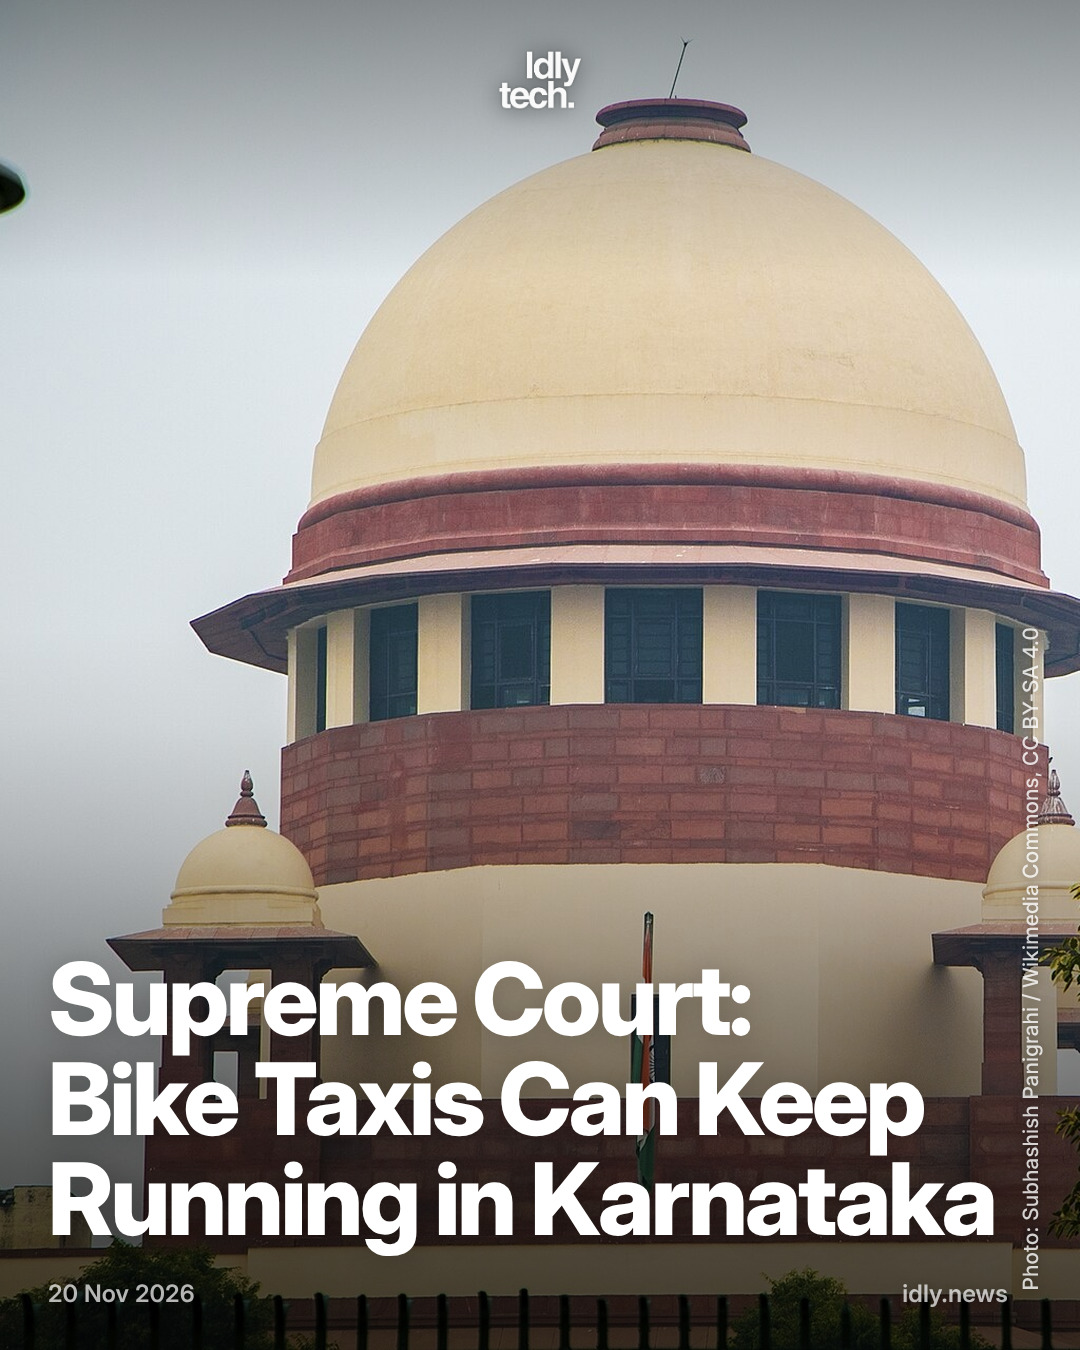 Idly
tech.
Supreme Court:
Bike Taxis Can Keep
Running in Karnataka
20 Nov 2026
idly.news
Photo: Subhashish Panigrahi / Wikimedia Commons, CC BY-SA 4.0